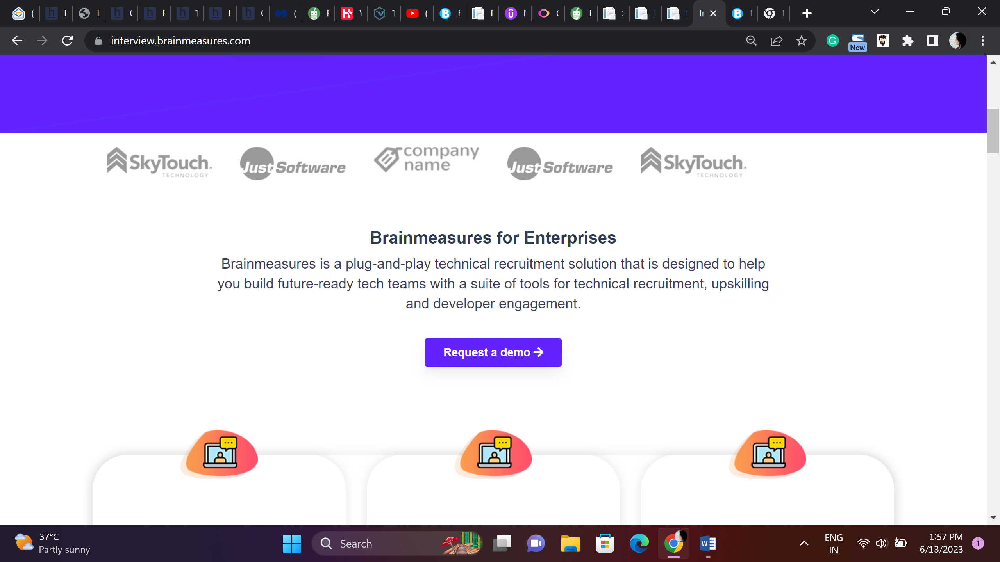 In
interview.brainmeasures.com
New
SkyTouch
TECHNOLOGY
Just Software
company
name
Just Software
SkyTouch
TECHNOLOGY
Brainmeasures for Enterprises
Brainmeasures is a plug-and-play technical recruitment solution that is designed to help
you build future-ready tech teams with a suite of tools for technical recruitment, upskilling
and developer engagement.
Request a demo →
37°C
Partly sunny
Search
ENG
IN
1:57 PM
6/13/2023
1